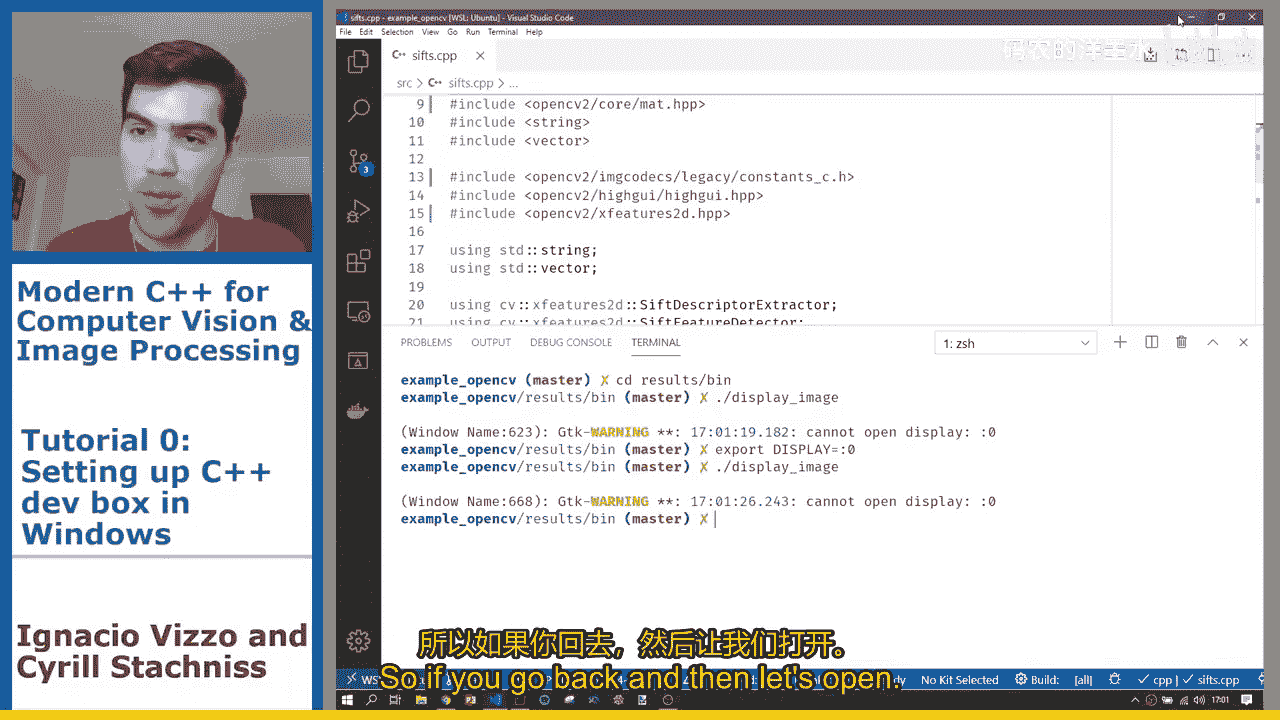 sifts.cpp - example_opencv [WSL: Ubuntu] - Visual Studio Code
File Edit Selection View Go Run Terminal Help
C++ sifts.cpp
src > C++ sifts.cpp > ...
9 #include <opencv2/core/mat.hpp>
10 #include <string>
11 #include <vector>
12
13 #include <opencv2/imgcodecs/legacy/constants_c.h>
14 #include <opencv2/highgui/highgui.hpp>
15 #include <opencv2/xfeatures2d.hpp>
16
17 using std::string;
18 using std::vector;
19
20 using cv::xfeatures2d::SiftDescriptorExtractor;
21 using cv::xfeatures2d::SiftFeatureDetector;
3
PROBLEMS OUTPUT DEBUG CONSOLE TERMINAL
1: zsh
example_opencv (master) ✗ cd results/bin
example_opencv/results/bin (master) ✗ ./display_image
(Window Name:623): Gtk-WARNING **: 17:01:19.182: cannot open display: :0
example_opencv/results/bin (master) ✗ export DISPLAY=:0
example_opencv/results/bin (master) ✗ ./display_image
(Window Name:668): Gtk-WARNING **: 17:01:26.243: cannot open display: :0
example_opencv/results/bin (master) ✗
Modern C++ for
Computer Vision &
Image Processing
Tutorial 0:
Setting up C++
dev box in
Windows
Ignacio Vizzo and
Cyrill Stachniss
所以如果你回去，然后让我们打开。
So if you go back and then let's open.
No Kit Selected Build: [all] cpp | ✓ sifts.cpp
17:01